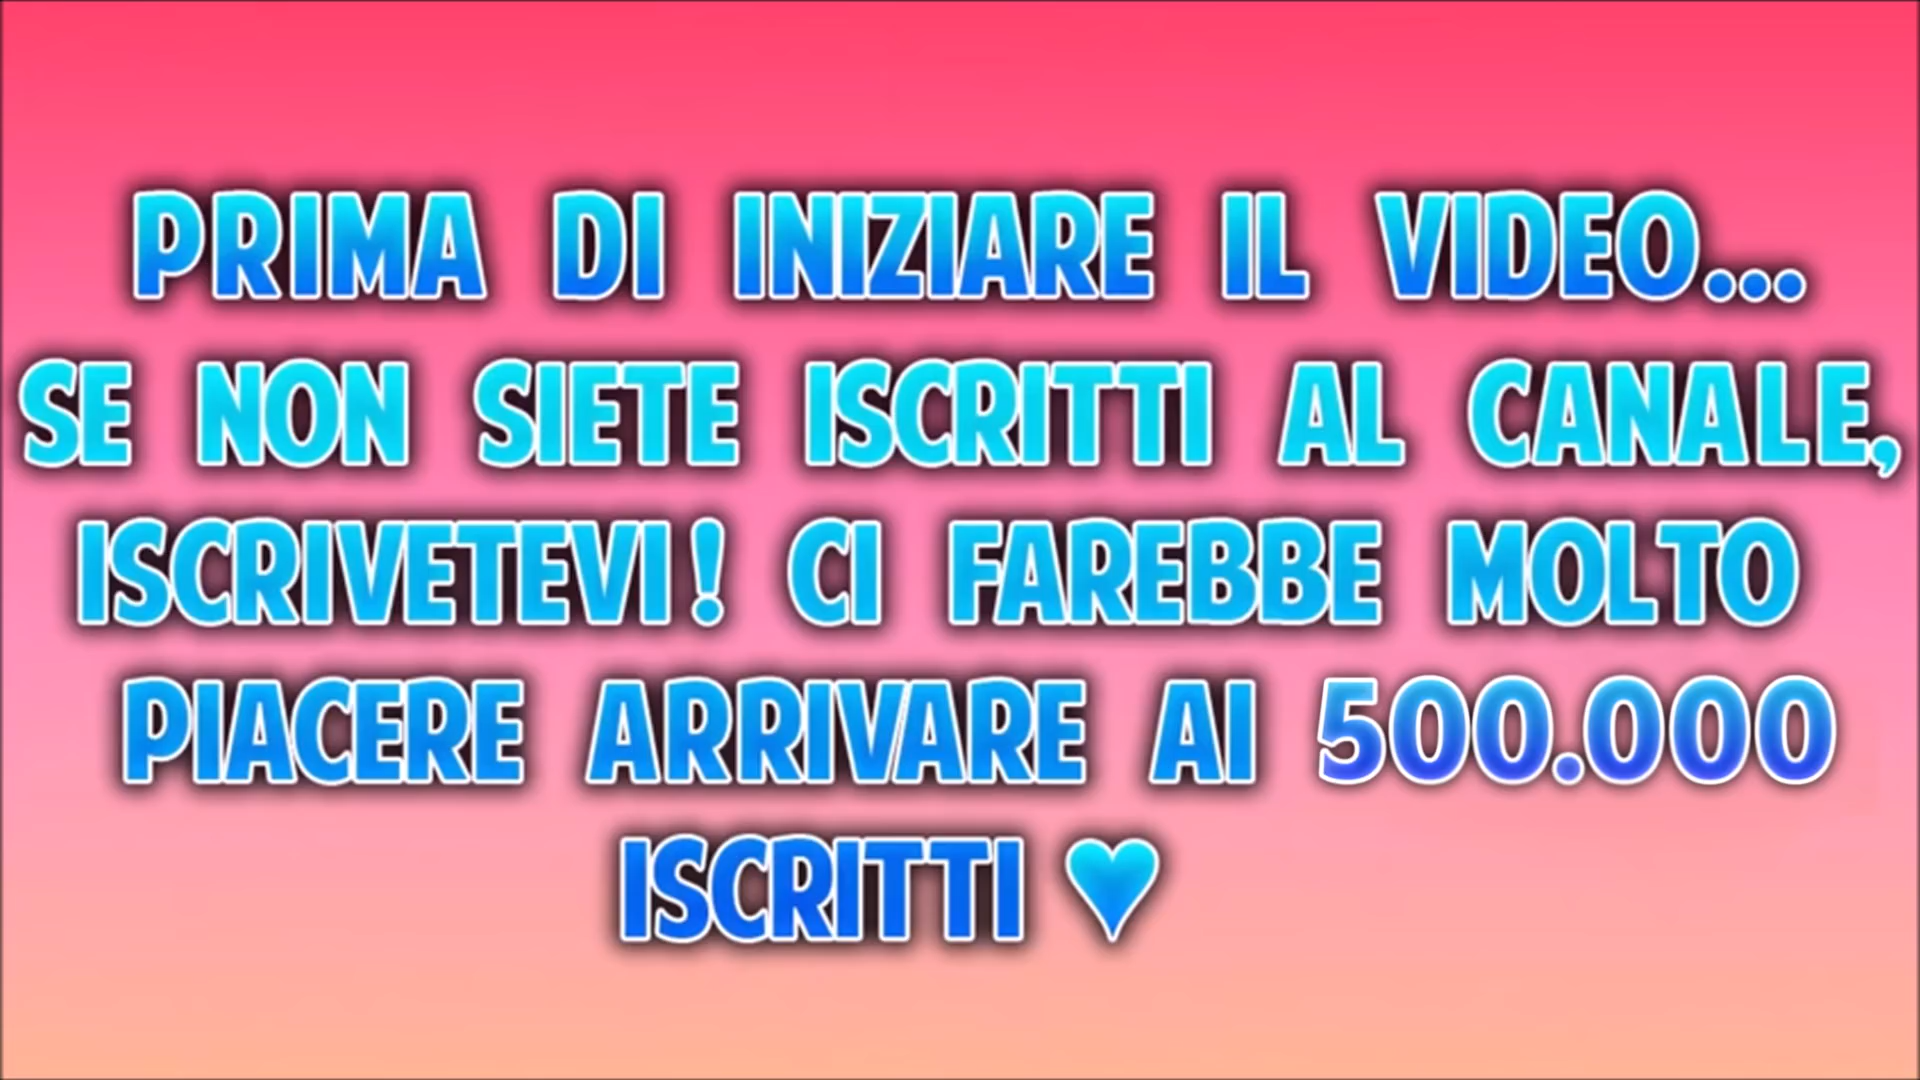 PRIMA DI INIZIARE IL VIDEO...
SE NON SIETE ISCRITTI AL CANALE,
ISCRIVETEVI! CI FAREBBE MOLTO
PIACERE ARRIVARE AI 500.000
ISCRITTI ♥